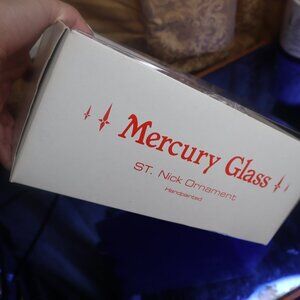 Mercury Glass
ST. Nick Ornament
Handpainted